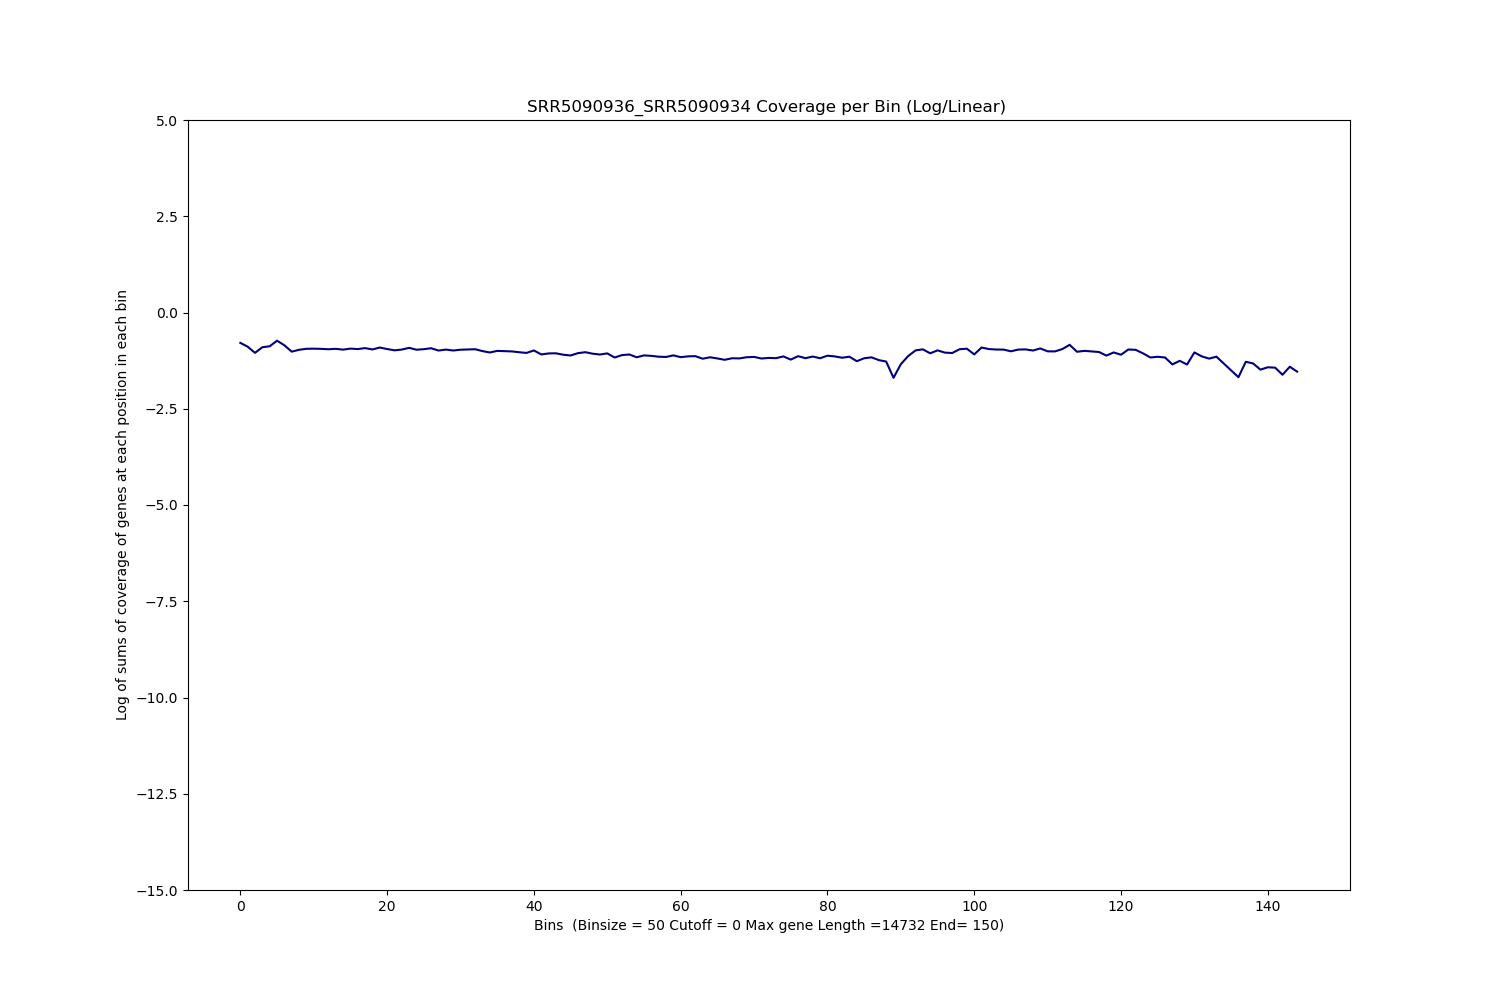 SRR5090936_SRR5090934 Coverage per Bin (Log/Linear)
5.0
2.5
0.0
−2.5
−5.0
−7.5
−10.0
−12.5
−15.0
Log of sums of coverage of genes at each position in each bin
0 20 40 60 80 100 120 140
Bins  (Binsize = 50 Cutoff = 0 Max gene Length =14732 End= 150)